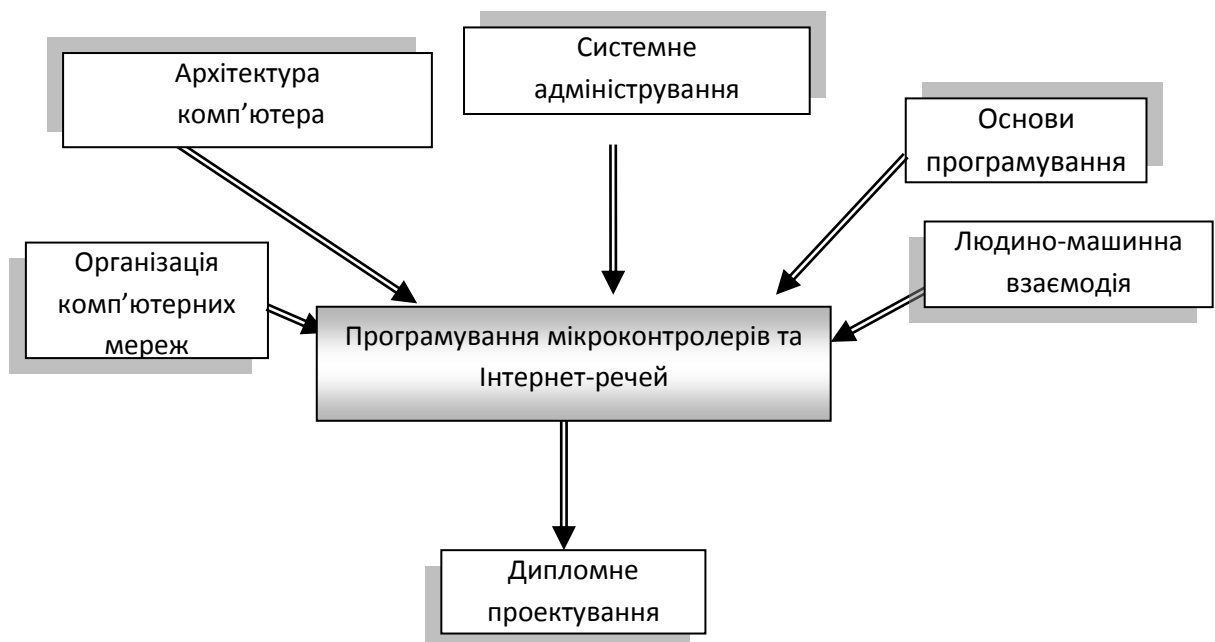 Архітектура
комп’ютера
Системне
адміністрування
Основи
програмування
Організація
комп’ютерних
мереж
Людино-машинна
взаємодія
Програмування мікроконтролерів та
Інтернет-речей
Дипломне
проектування